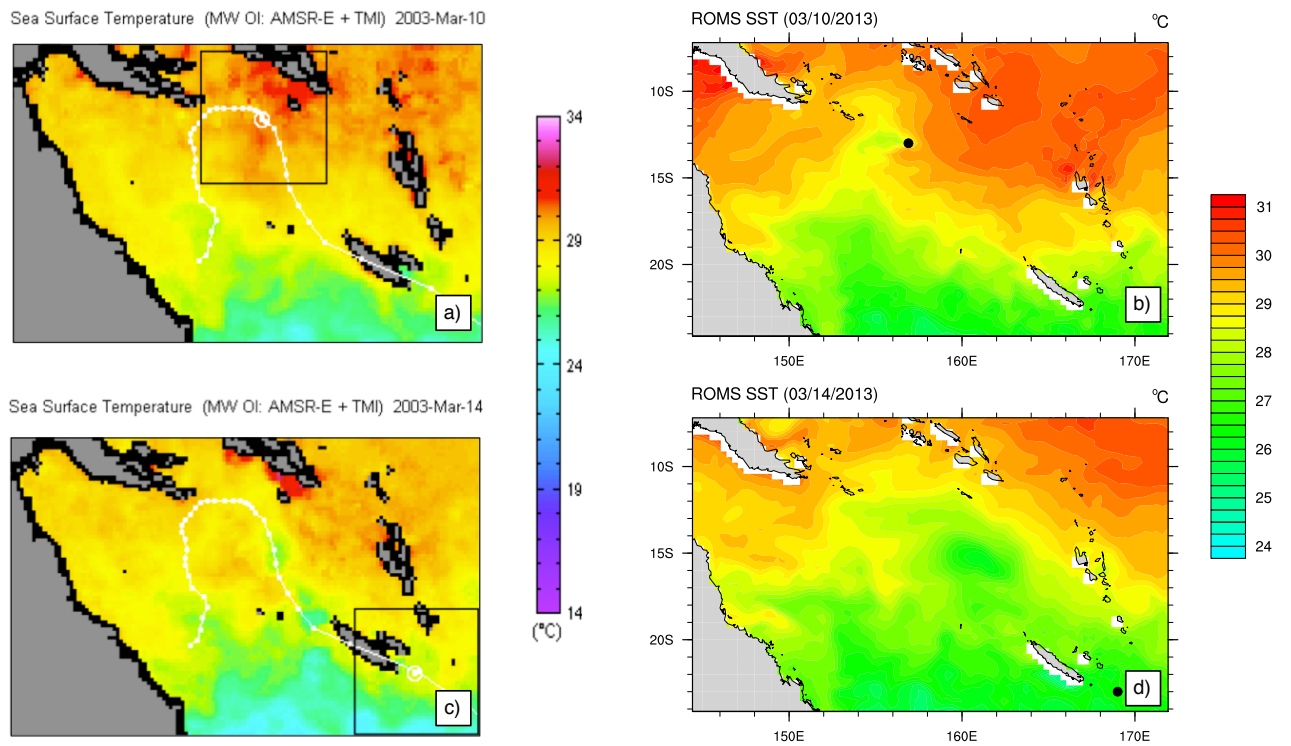 Sea Surface Temperature (MW OI: AMSR-E + TMI) 2003-Mar-10
a)
ROMS SST (03/10/2013)
°C
10S
15S
20S
150E
160E
170E
b)
34
29
24
19
14
(°C)
Sea Surface Temperature (MW OI: AMSR-E + TMI) 2003-Mar-14
c)
ROMS SST (03/14/2013)
°C
10S
15S
20S
150E
160E
170E
d)
31
30
29
28
27
26
25
24